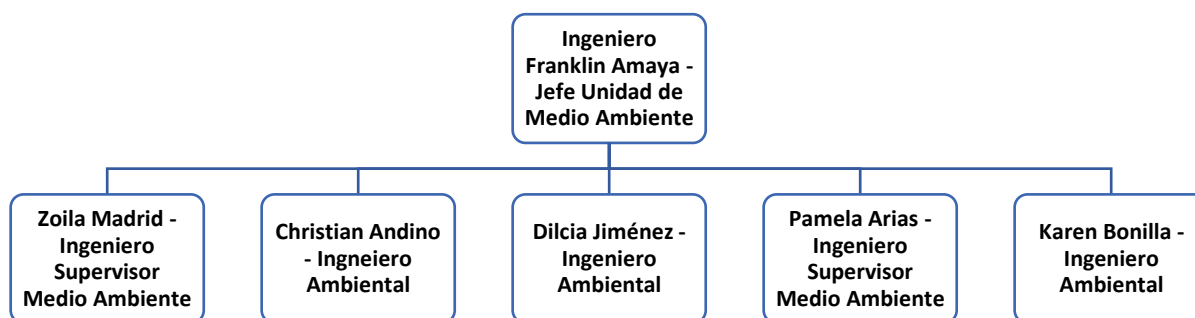 Ingeniero
Franklin Amaya -
Jefe Unidad de
Medio Ambiente
Zoila Madrid -
Ingeniero
Supervisor
Medio Ambiente
Christian Andino
- Ingneiero
Ambiental
Dilcia Jiménez -
Ingeniero
Ambiental
Pamela Arias -
Ingeniero
Supervisor
Medio Ambiente
Karen Bonilla -
Ingeniero
Ambiental